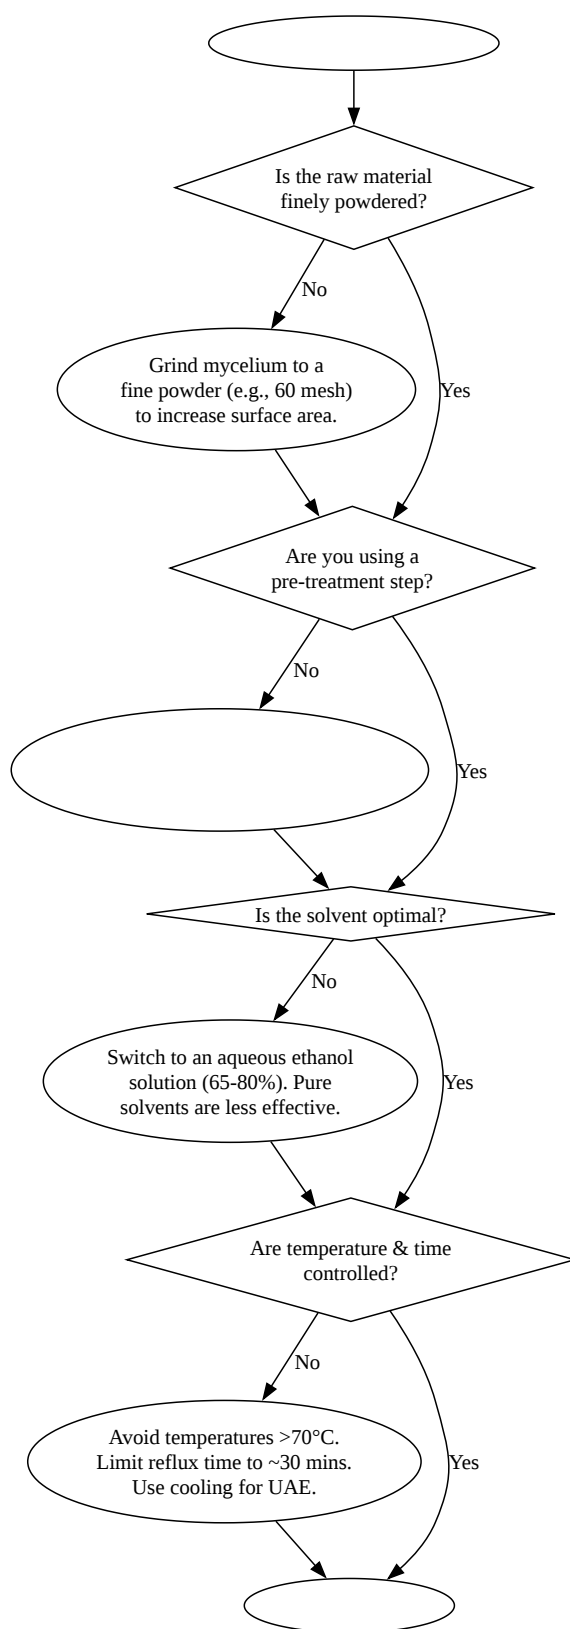 Is the raw material
finely powdered?
No
Grind mycelium to a
fine powder (e.g., 60 mesh)
to increase surface area.
Yes
Are you using a
pre-treatment step?
No
Yes
Is the solvent optimal?
No
Switch to an aqueous ethanol
solution (65-80%). Pure
solvents are less effective.
Yes
Are temperature & time
controlled?
No
Avoid temperatures >70°C.
Limit reflux time to ~30 mins.
Use cooling for UAE.
Yes